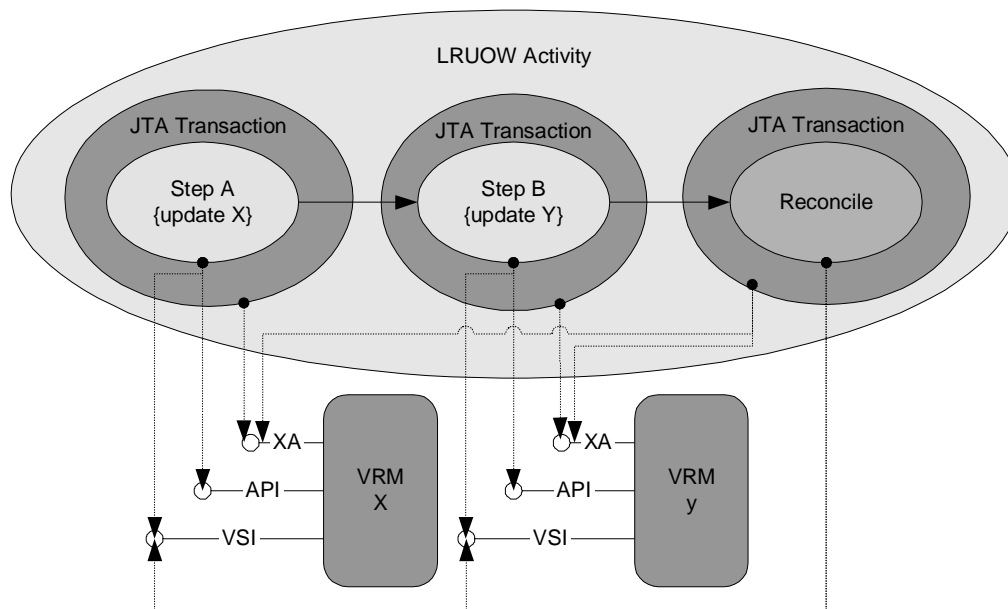 LRUOW Activity
JTA Transaction
JTA Transaction
JTA Transaction
Step A
{update X}
Step B
{update Y}
Reconcile
XA
API
VSI
VRM
X
XA
API
VSI
VRM
y